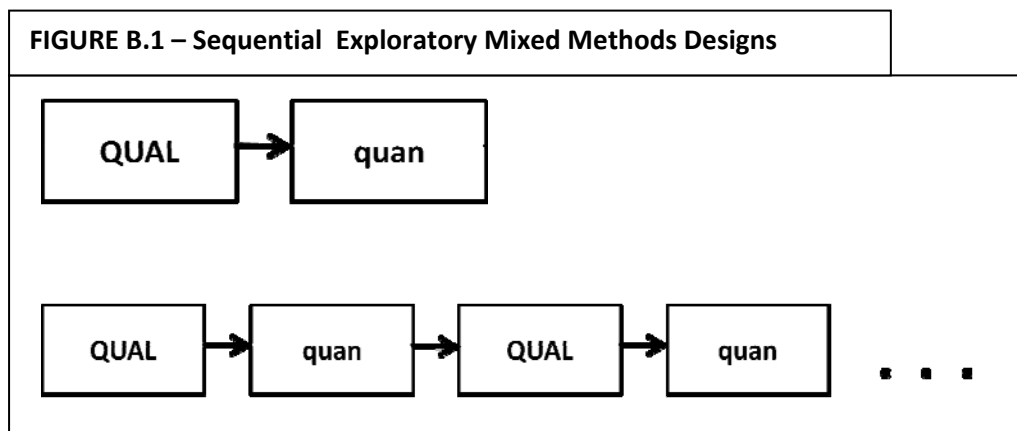 FIGURE B.1 – Sequential Exploratory Mixed Methods Designs
QUAL quan
QUAL quan QUAL quan . . .